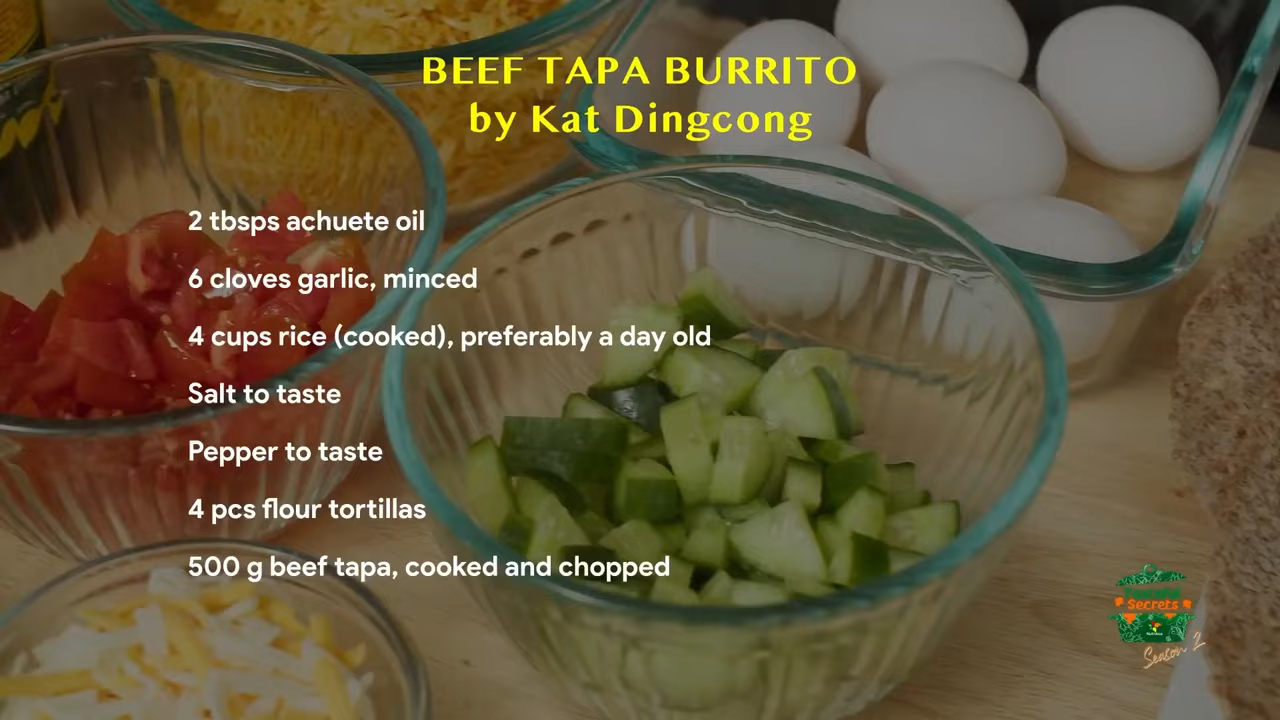 BEEF TAPA BURRITO
by Kat Dingcong
2 tbsps achuete oil
6 cloves garlic, minced
4 cups rice (cooked), preferably a day old
Salt to taste
Pepper to taste
4 pcs flour tortillas
500 g beef tapa, cooked and chopped
Secrets
Season 2